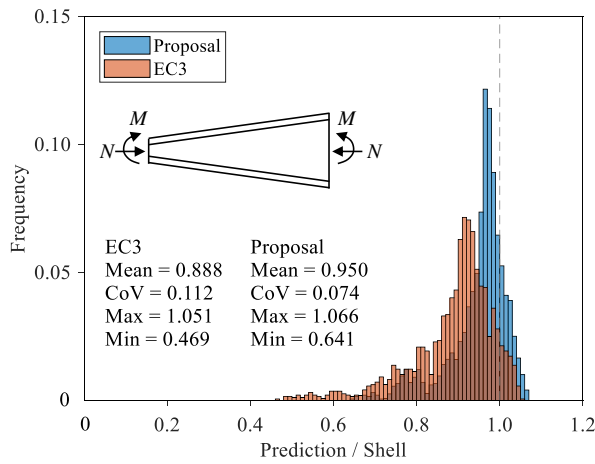 0.15
0.10
0.05
0
Frequency
Proposal
EC3
M
M
N
N
EC3
Mean = 0.888
CoV = 0.112
Max = 1.051
Min = 0.469
Proposal
Mean = 0.950
CoV = 0.074
Max = 1.066
Min = 0.641
0
0.2
0.4
0.6
0.8
1.0
1.2
Prediction / Shell